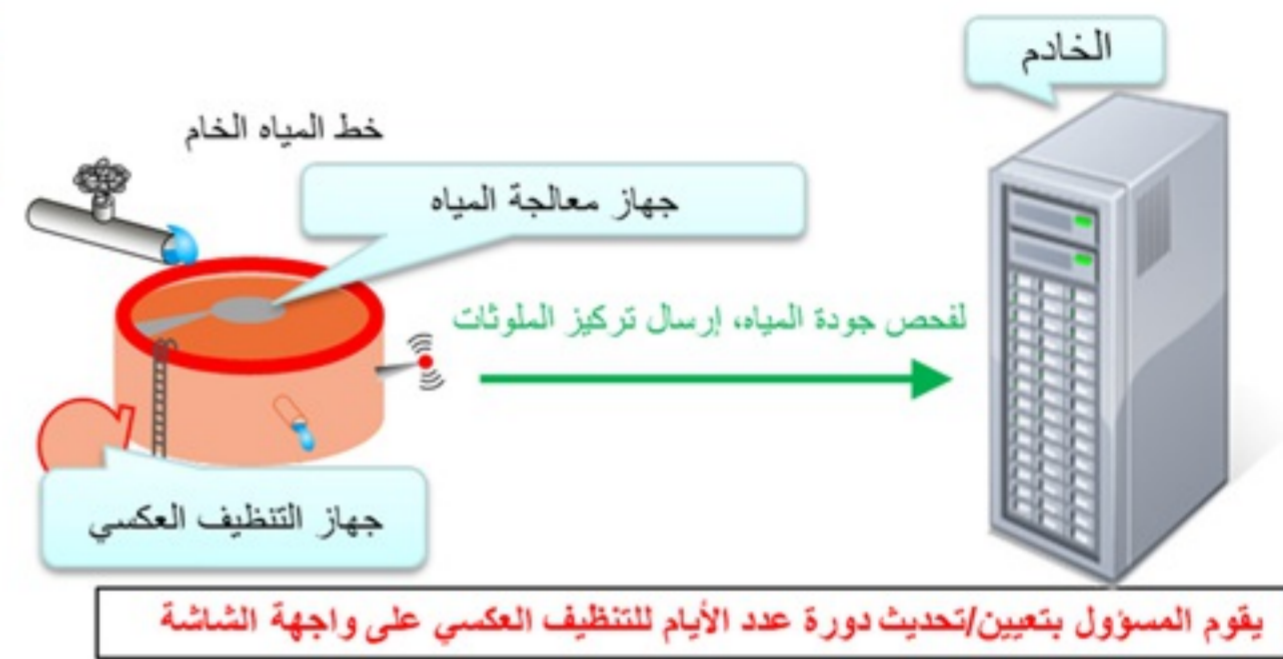 الخادم
خط المياه الخام
جهاز معالجة المياه
لفحص جودة المياه، إرسال تركيز الملوثات
جهاز التنظيف العكسي
يقوم المسؤول بتعيين/تحديث دورة عدد الأيام للتنظيف العكسي على واجهة الشاشة